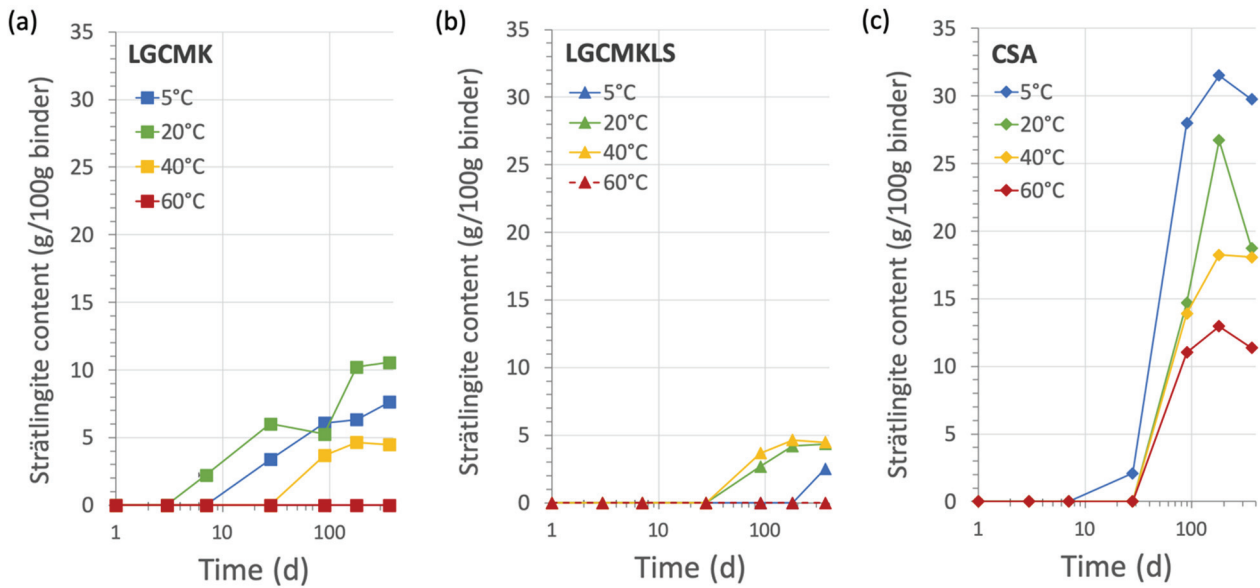 (a)
Strätlingite content (g/100g binder)
35
30
25
20
15
10
5
0
LGCMK
5°C
20°C
40°C
60°C
1
10
100
Time (d)
(b)
Strätlingite content (g/100g binder)
35
30
25
20
15
10
5
0
LGCMKLS
5°C
20°C
40°C
60°C
1
10
100
Time (d)
(c)
Strätlingite content (g/100g binder)
35
30
25
20
15
10
5
0
CSA
5°C
20°C
40°C
60°C
1
10
100
Time (d)